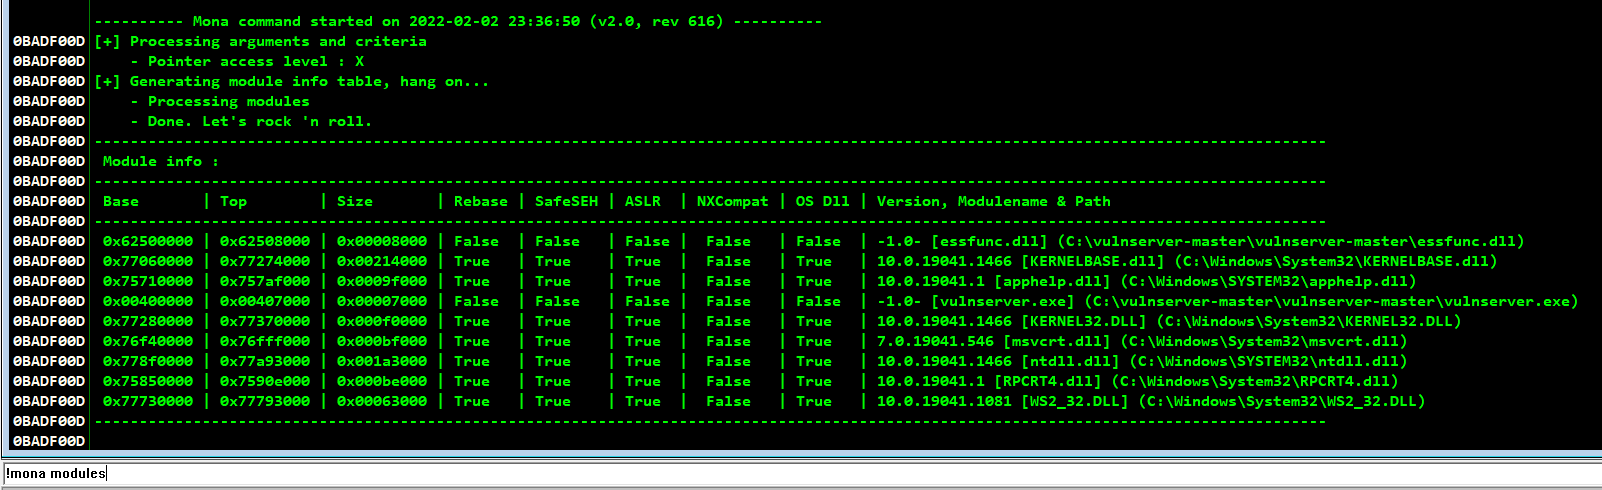 ---------- Mona command started on 2022-02-02 23:36:50 (v2.0, rev 616) ----------
0BADF00D [+] Processing arguments and criteria
0BADF00D     - Pointer access level : X
0BADF00D [+] Generating module info table, hang on...
0BADF00D     - Processing modules
0BADF00D     - Done. Let's rock 'n roll.
0BADF00D -----------------------------------------------------------------------------------------------------------------------------------------
0BADF00D  Module info :
0BADF00D -----------------------------------------------------------------------------------------------------------------------------------------
0BADF00D  Base       | Top        | Size       | Rebase | SafeSEH | ASLR  | NXCompat | OS Dll | Version, Modulename & Path
0BADF00D -----------------------------------------------------------------------------------------------------------------------------------------
0BADF00D  0x62500000 | 0x62508000 | 0x00008000 | False  | False   | False |  False   | False  | -1.0- [essfunc.dll] (C:\vulnserver-master\vulnserver-master\essfunc.dll)
0BADF00D  0x77060000 | 0x77274000 | 0x00214000 | True   | True    | True  |  False   | True   | 10.0.19041.1466 [KERNELBASE.dll] (C:\Windows\System32\KERNELBASE.dll)
0BADF00D  0x75710000 | 0x757af000 | 0x0009f000 | True   | True    | True  |  False   | True   | 10.0.19041.1 [apphelp.dll] (C:\Windows\SYSTEM32\apphelp.dll)
0BADF00D  0x00400000 | 0x00407000 | 0x00007000 | False  | False   | False |  False   | False  | -1.0- [vulnserver.exe] (C:\vulnserver-master\vulnserver-master\vulnserver.exe)
0BADF00D  0x77280000 | 0x77370000 | 0x000f0000 | True   | True    | True  |  False   | True   | 10.0.19041.1466 [KERNEL32.DLL] (C:\Windows\System32\KERNEL32.DLL)
0BADF00D  0x76f40000 | 0x76fff000 | 0x000bf000 | True   | True    | True  |  False   | True   | 7.0.19041.546 [msvcrt.dll] (C:\Windows\System32\msvcrt.dll)
0BADF00D  0x778f0000 | 0x77a93000 | 0x001a3000 | True   | True    | True  |  False   | True   | 10.0.19041.1466 [ntdll.dll] (C:\Windows\SYSTEM32\ntdll.dll)
0BADF00D  0x75850000 | 0x7590e000 | 0x000be000 | True   | True    | True  |  False   | True   | 10.0.19041.1 [RPCRT4.dll] (C:\Windows\System32\RPCRT4.dll)
0BADF00D  0x77730000 | 0x77793000 | 0x00063000 | True   | True    | True  |  False   | True   | 10.0.19041.1081 [WS2_32.DLL] (C:\Windows\System32\WS2_32.DLL)
0BADF00D -----------------------------------------------------------------------------------------------------------------------------------------
0BADF00D
!mona modules